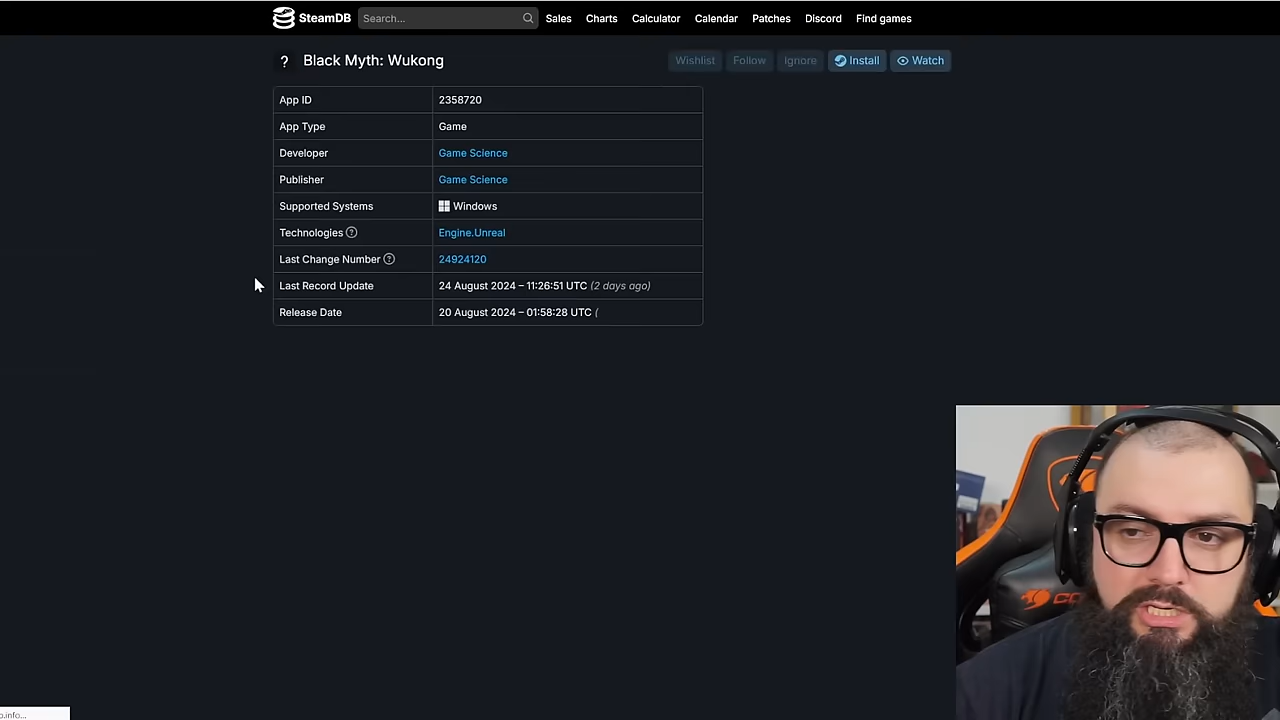 SteamDB Search... Sales Charts Calculator Calendar Patches Discord Find games
? Black Myth: Wukong Wishlist Follow Ignore Install Watch
App ID 2358720
App Type Game
Developer Game Science
Publisher Game Science
Supported Systems Windows
Technologies ? Engine.Unreal
Last Change Number ? 24924120
Last Record Update 24 August 2024 – 11:26:51 UTC (2 days ago)
Release Date 20 August 2024 – 01:58:28 UTC (
o.info...